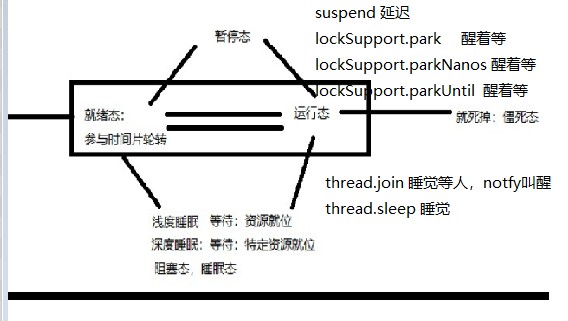 suspend 延迟
暂停态
lockSupport.park 醒着等
lockSupport.parkNanos 醒着等
lockSupport.parkUntil 醒着等
就绪态：
运行态
就死掉：僵死态
参与时间片轮转
thread.join 睡觉等人，notfy叫醒
thread.sleep 睡觉
浅度睡眠 等待：资源就位
深度睡眠：等待：特定资源就位
阻塞态，睡眠态